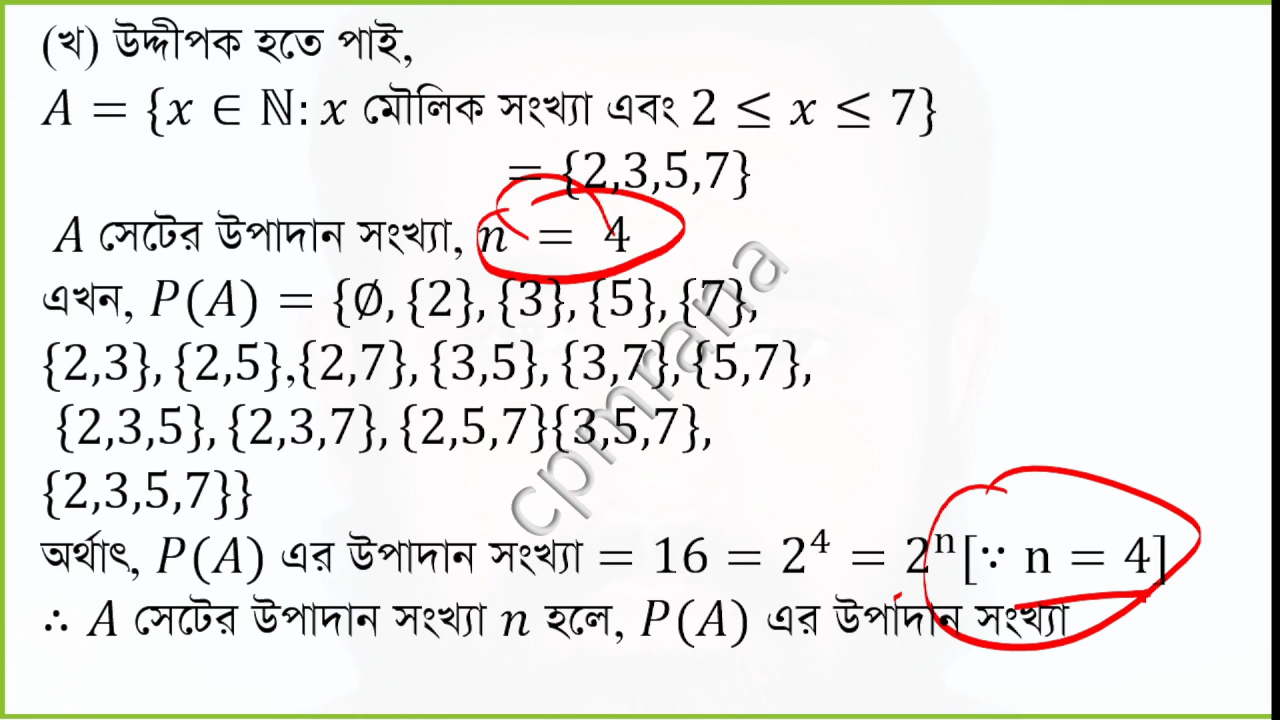 (খ) উদ্দীপক হতে পাই,
A = {x ∈ ℕ: x মৌলিক সংখ্যা এবং 2 ≤ x ≤ 7}
= {2,3,5,7}
A সেটের উপাদান সংখ্যা, n = 4
এখন, P(A) = {∅, {2}, {3}, {5}, {7},
{2,3}, {2,5},{2,7}, {3,5}, {3,7}, {5,7},
{2,3,5}, {2,3,7}, {2,5,7}{3,5,7},
{2,3,5,7}}
অর্থাৎ, P(A) এর উপাদান সংখ্যা = 16 = 2⁴ = 2ⁿ[∵ n = 4]
∴ A সেটের উপাদান সংখ্যা n হলে, P(A) এর উপাদান সংখ্যা
cpmrana